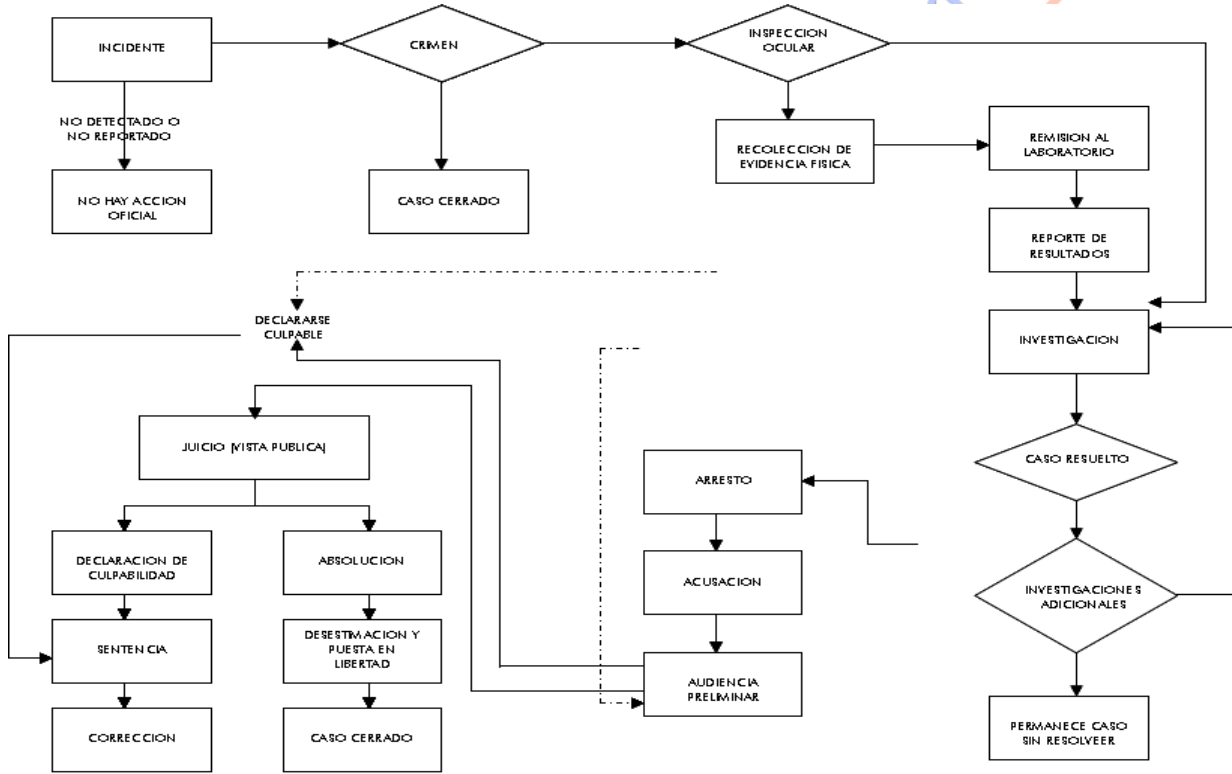 INCIDENTE
CRIMEN
INSPECCION
OCULAR
NO DETECTADO O
NO REPORTADO
RECOLECCION DE
EVIDENCIA FISICA
REMISION AL
LABORATORIO
NO HAY ACCION
OFICIAL
CASO CERRADO
REPORTE DE
RESULTADOS
DECLARARSE
CULPABLE
INVESTIGACION
JUICIO (VISTA PUBLICA)
CASO RESUELTO
ARRESTO
DECLARACION DE
CULPABILIDAD
ABSOLUCION
ACUSACION
INVESTIGACIONES
ADICIONALES
SENTENCIA
DESESTIMACION Y
PUESTA EN
LIBERTAD
AUDIENCIA
PRELIMINAR
CORRECCION
CASO CERRADO
PERMANECE CASO
SIN RESOLVEER